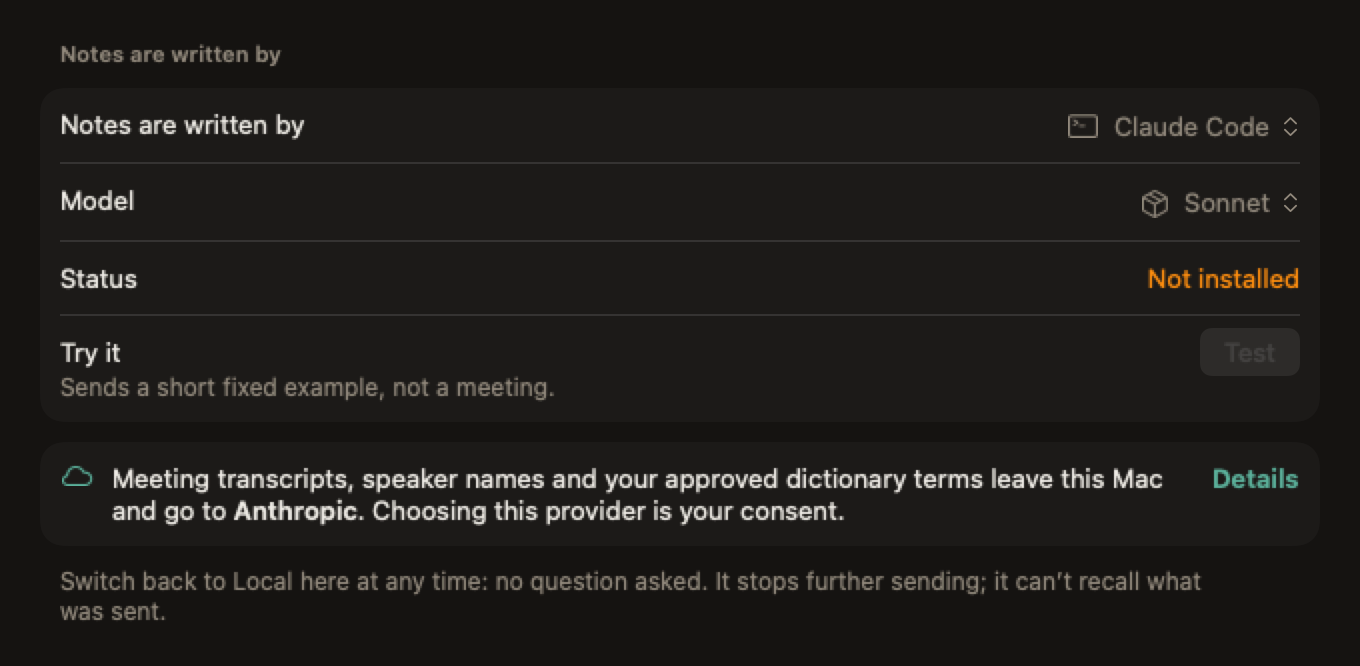 Notes are written by
Notes are written by
Claude Code
Model
Sonnet
Status
Not installed
Try it
Test
Sends a short fixed example, not a meeting.
Meeting transcripts, speaker names and your approved dictionary terms leave this Mac
Details
and go to Anthropic. Choosing this provider is your consent.
Switch back to Local here at any time: no question asked. It stops further sending; it can’t recall what
was sent.